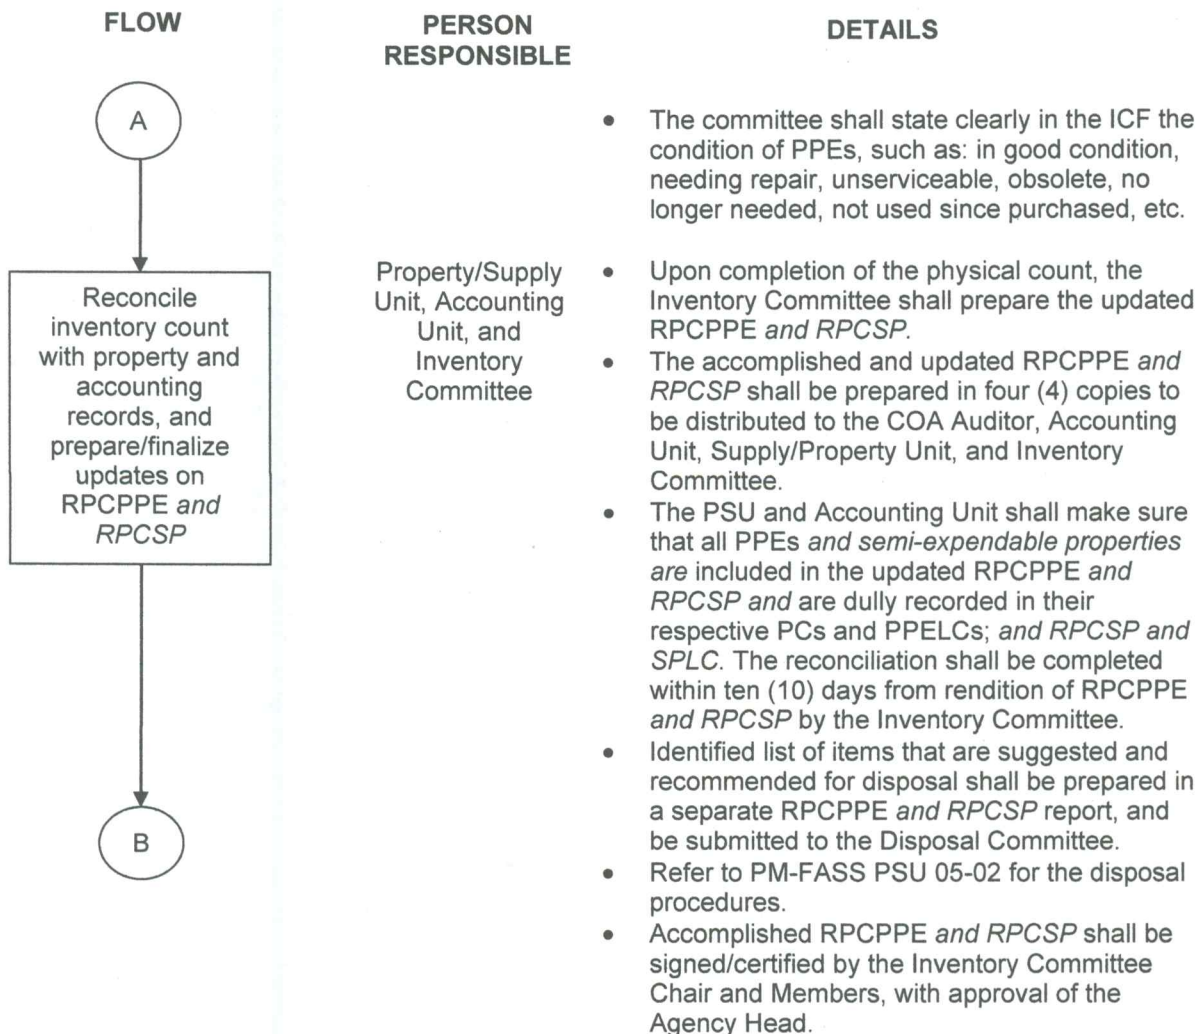 FLOW
PERSON
RESPONSIBLE
DETAILS
A
• The committee shall state clearly in the ICF the
condition of PPEs, such as: in good condition,
needing repair, unserviceable, obsolete, no
longer needed, not used since purchased, etc.
Reconcile
inventory count
with property and
accounting
records, and
prepare/finalize
updates on
RPCPPE and
RPCSP
Property/Supply
Unit, Accounting
Unit, and
Inventory
Committee
• Upon completion of the physical count, the
Inventory Committee shall prepare the updated
RPCPPE and RPCSP.
• The accomplished and updated RPCPPE and
RPCSP shall be prepared in four (4) copies to
be distributed to the COA Auditor, Accounting
Unit, Supply/Property Unit, and Inventory
Committee.
• The PSU and Accounting Unit shall make sure
that all PPEs and semi-expendable properties
are included in the updated RPCPPE and
RPCSP and are dully recorded in their
respective PCs and PPELCs; and RPCSP and
SPLC. The reconciliation shall be completed
within ten (10) days from rendition of RPCPPE
and RPCSP by the Inventory Committee.
• Identified list of items that are suggested and
recommended for disposal shall be prepared in
a separate RPCPPE and RPCSP report, and
be submitted to the Disposal Committee.
• Refer to PM-FASS PSU 05-02 for the disposal
procedures.
• Accomplished RPCPPE and RPCSP shall be
signed/certified by the Inventory Committee
Chair and Members, with approval of the
Agency Head.
B